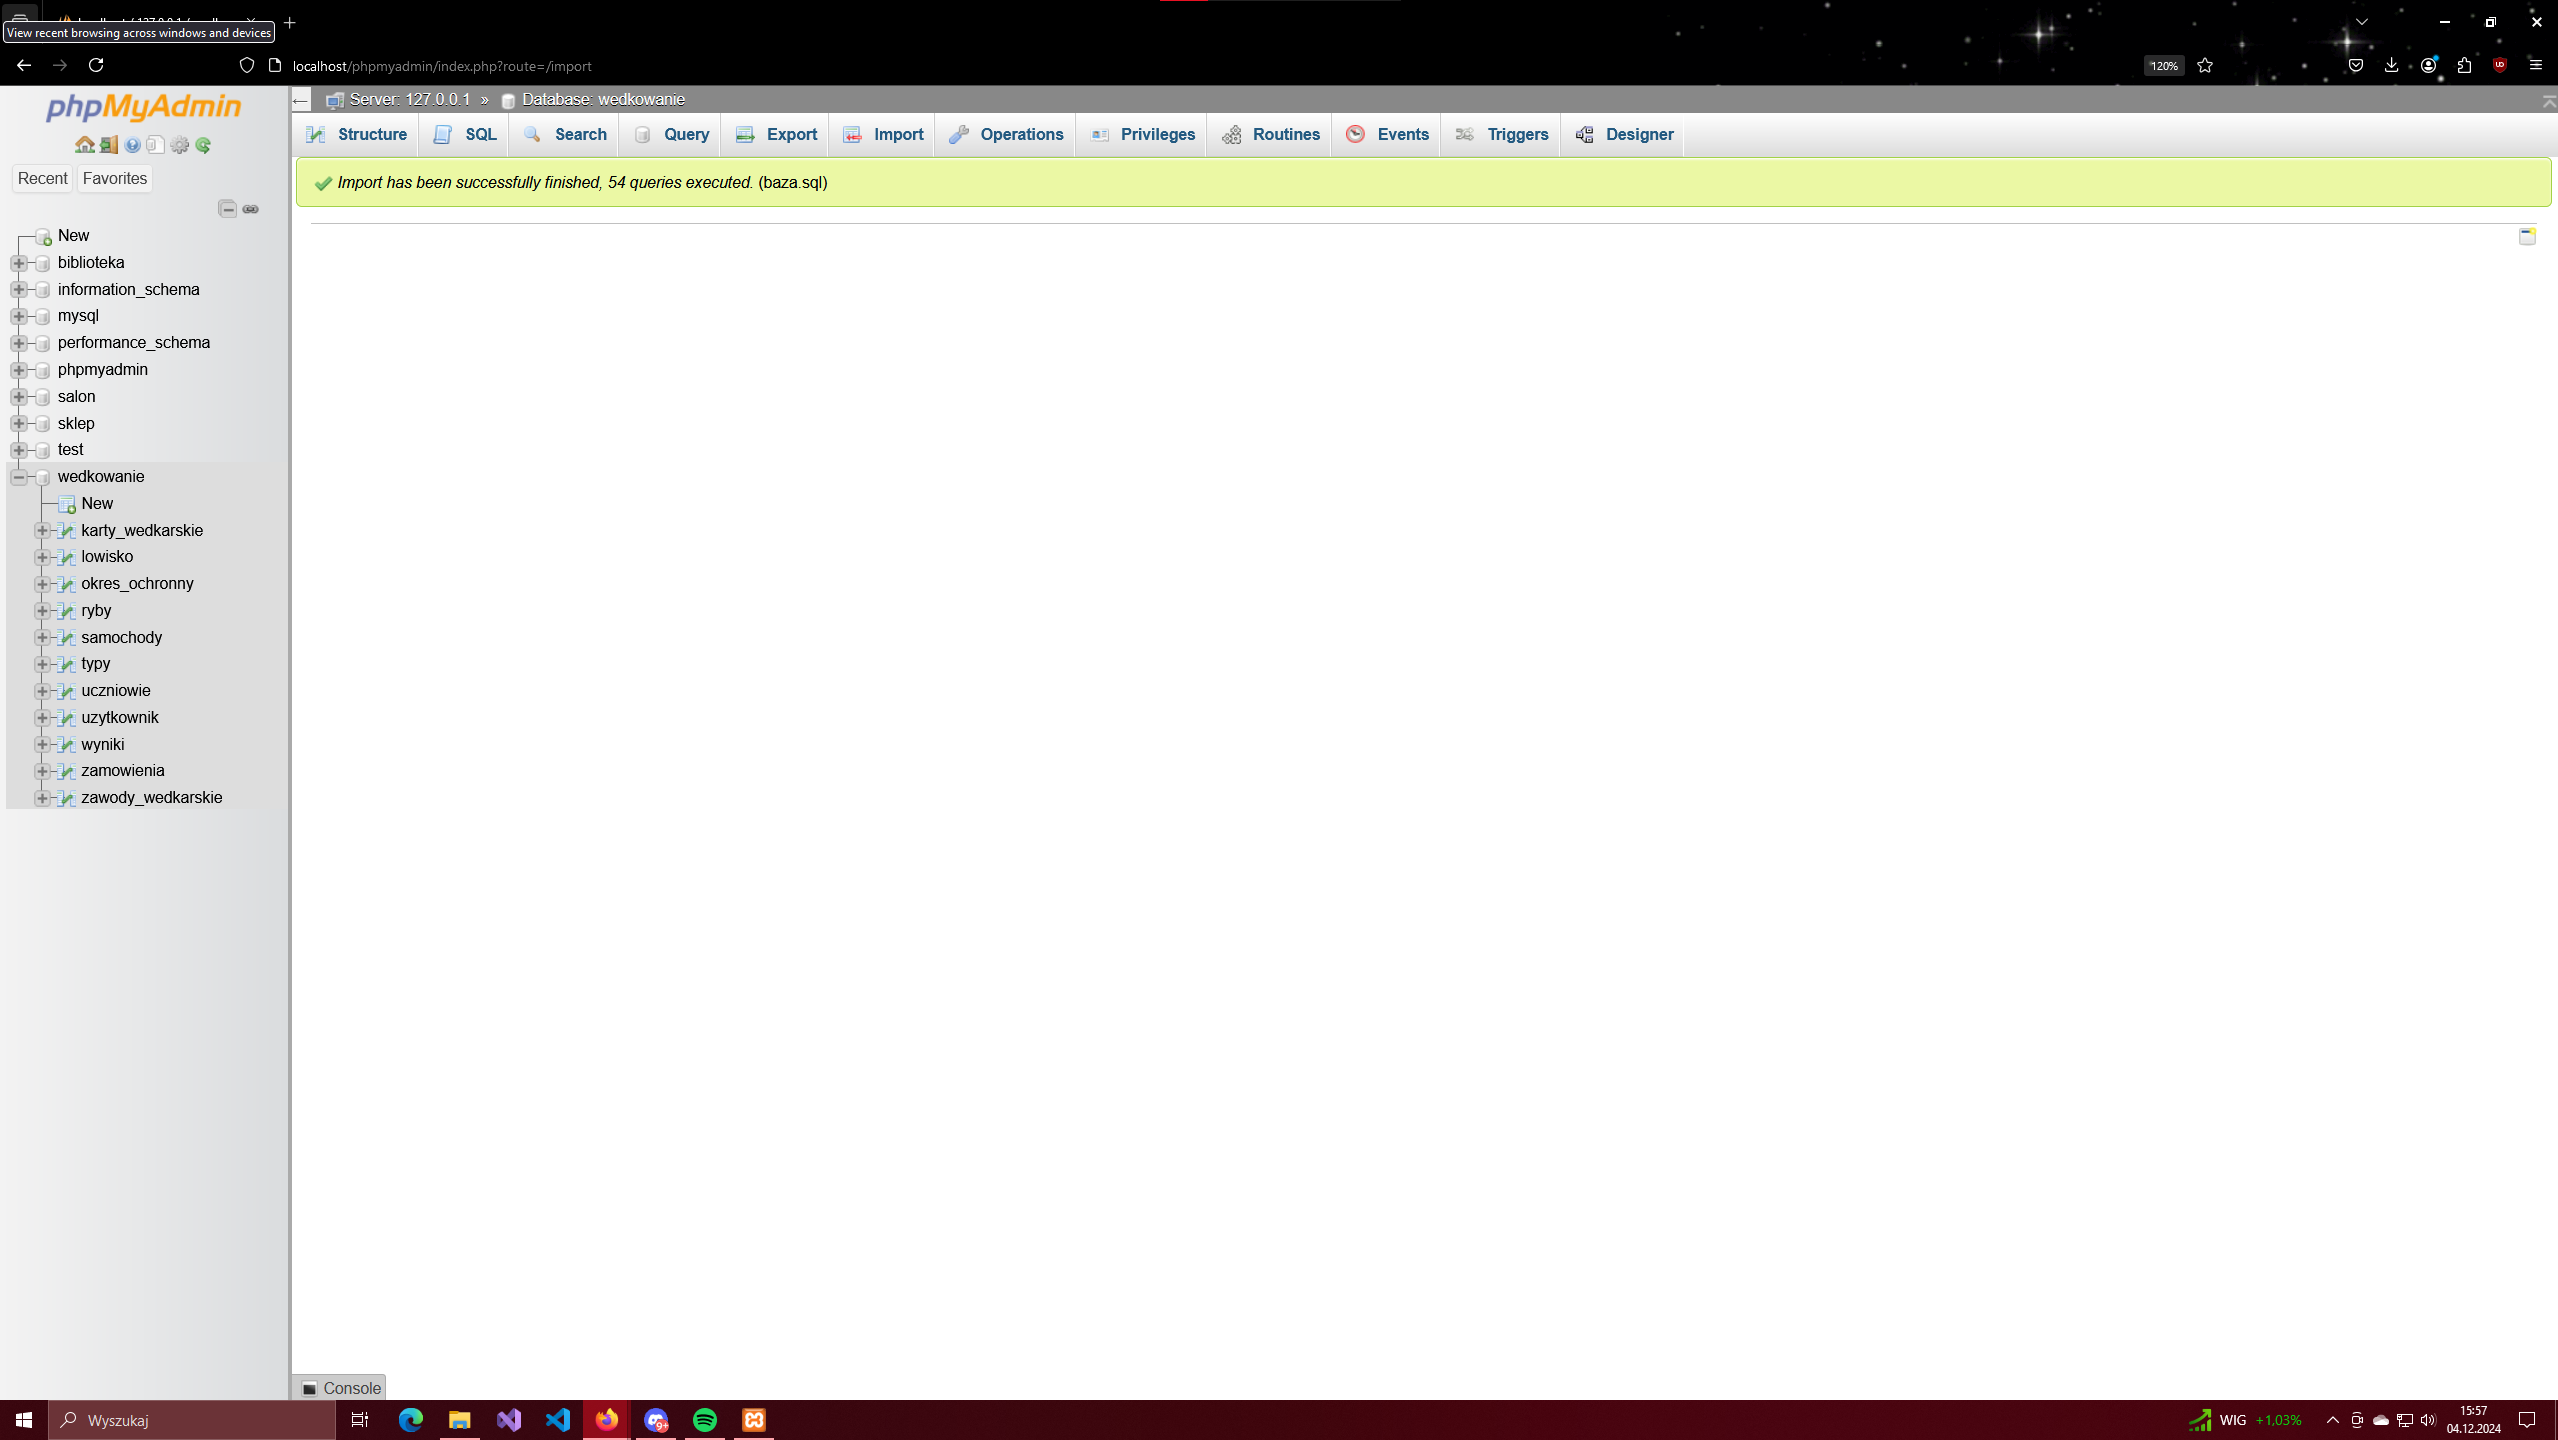 View recent browsing across windows and devices
localhost/phpmyadmin/index.php?route=/import
120%
phpMyAdmin
Recent
Favorites
New
biblioteka
information_schema
mysql
performance_schema
phpmyadmin
salon
sklep
test
wedkowanie
New
karty_wedkarskie
lowisko
okres_ochronny
ryby
samochody
typy
uczniowie
uzytkownik
wyniki
zamowienia
zawody_wedkarskie
Server: 127.0.0.1 » Database: wedkowanie
Structure
SQL
Search
Query
Export
Import
Operations
Privileges
Routines
Events
Triggers
Designer
Import has been successfully finished, 54 queries executed. (baza.sql)
Console
Wyszukaj
9+
WIG +1,03%
15:57
04.12.2024